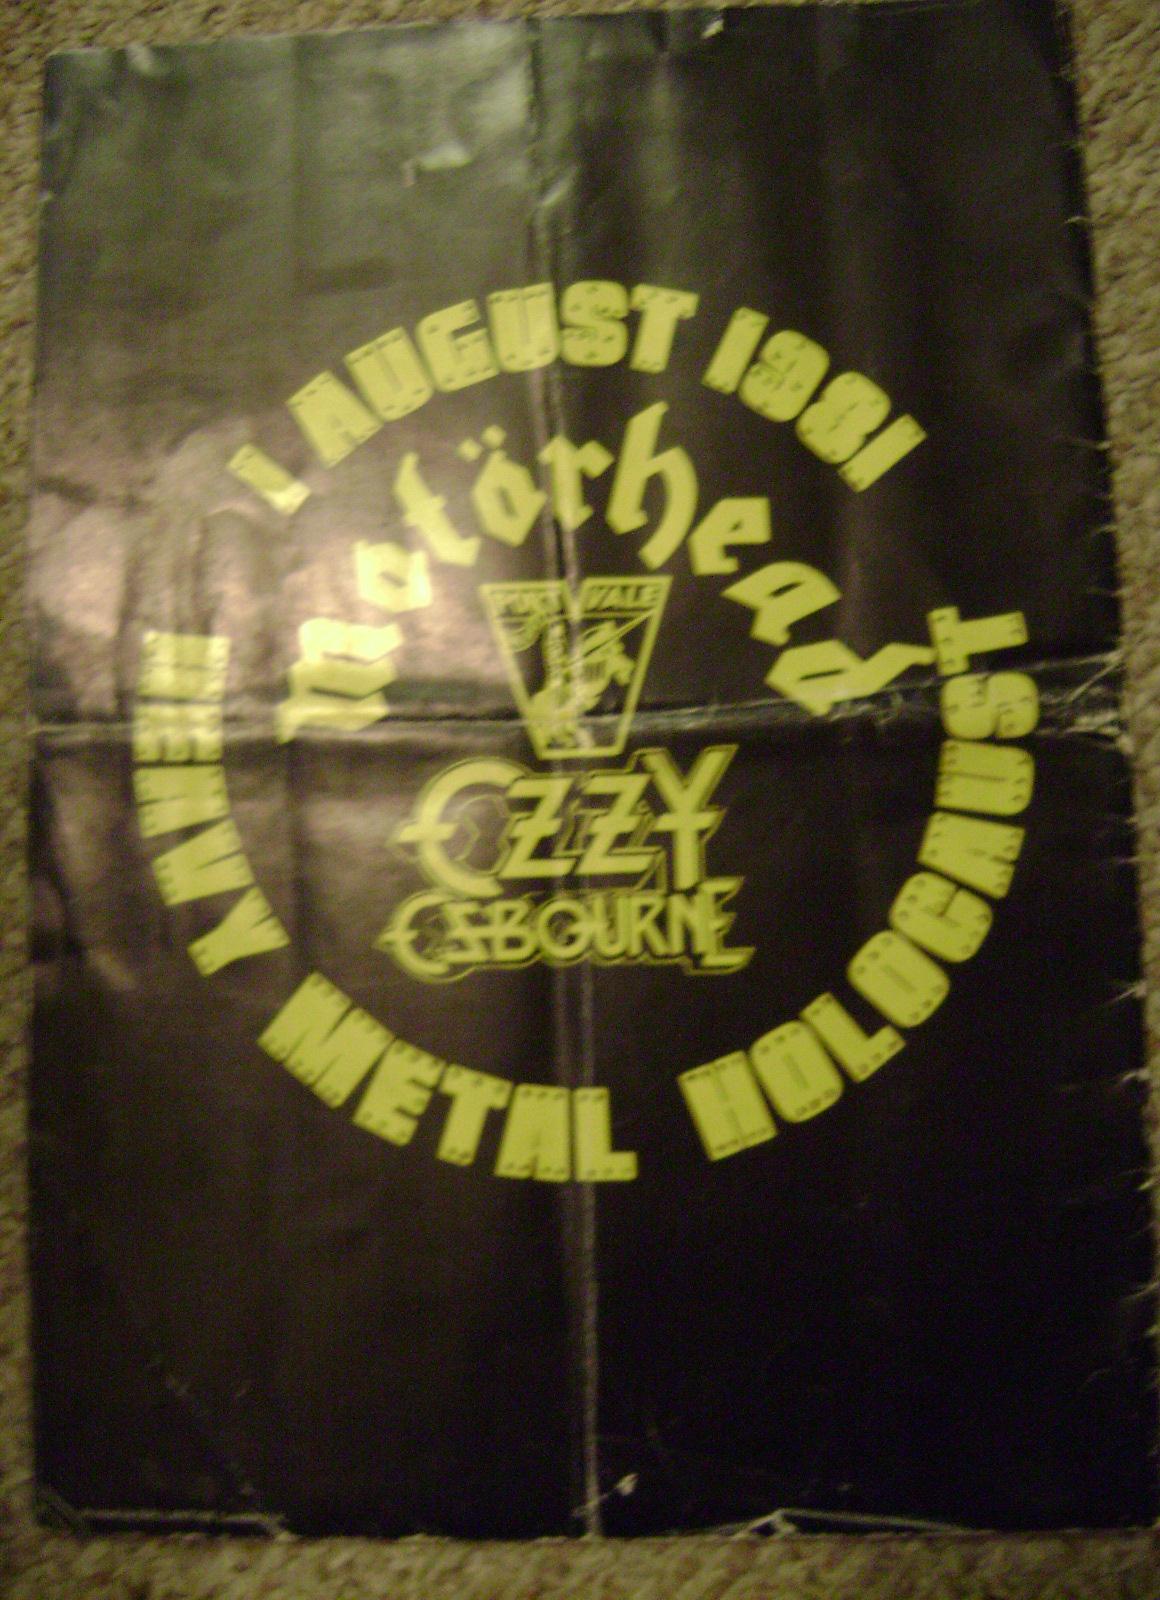 1 AUGUST 1981
motörhead
PORT VALE
OZZY
OSBOURNE
HEAVY METAL HOLOCAUST